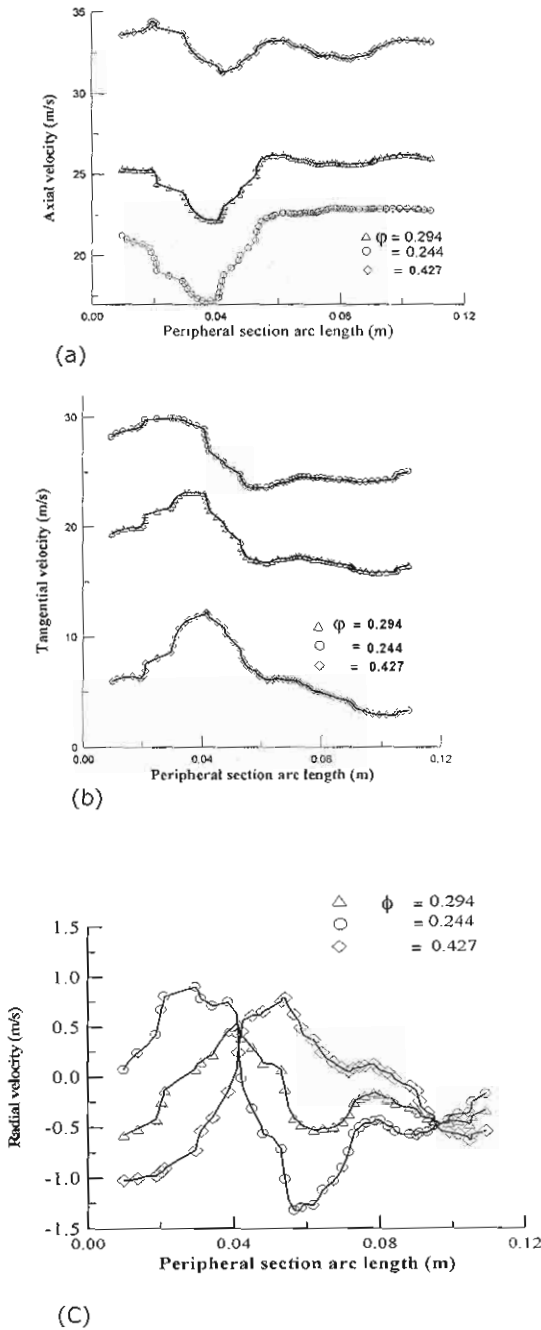 35
30
25
20
Axial velocity (m/s)
△ φ = 0.294
○ = 0.244
◇ = 0.427
0.00 0.04 0.08 0.12
Peripheral section arc length (m)
(a)
30
20
10
0
Tangential velocity (m/s)
△ φ = 0.294
○ = 0.244
◇ = 0.427
0.00 0.04 0.08 0.12
Peripheral section arc length (m)
(b)
△ ϕ = 0.294
○ = 0.244
◇ = 0.427
1.5
1.0
0.5
0.0
-0.5
-1.0
-1.5
Radial velocity (m/s)
0.00 0.04 0.08 0.12
Peripheral section arc length (m)
(C)